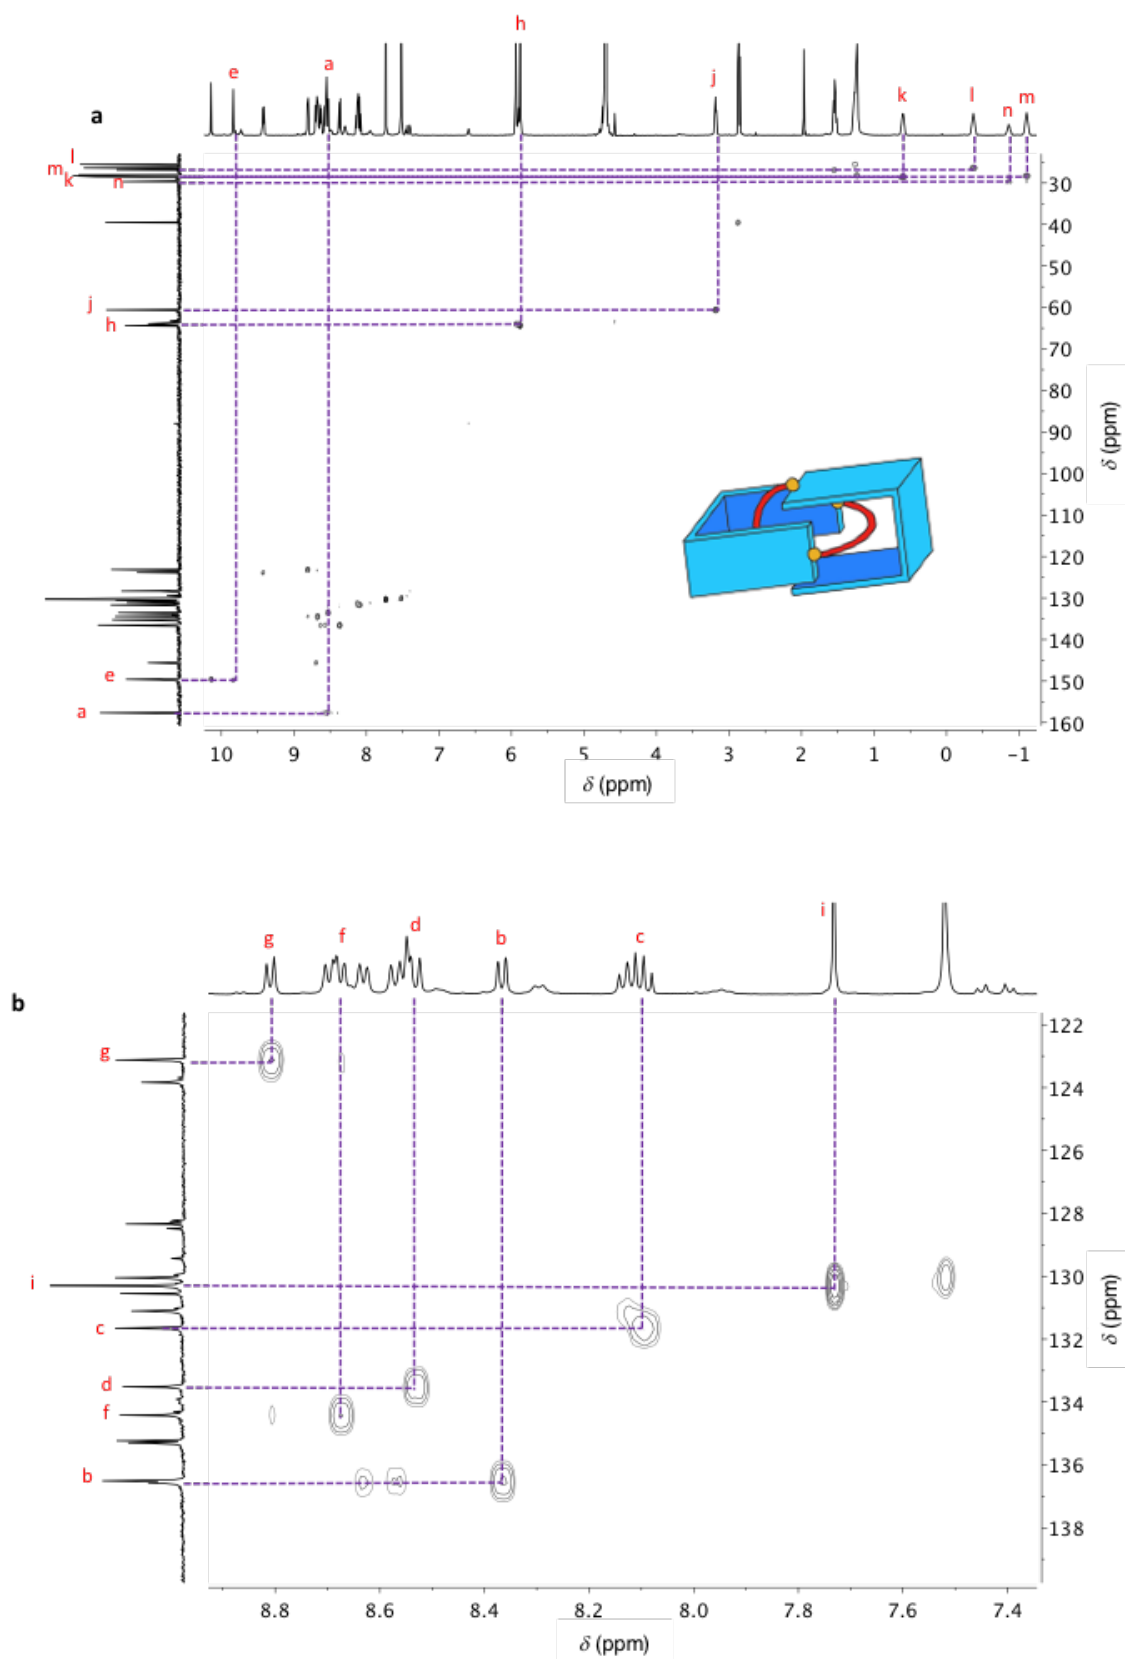 h
e
a
j
k
l
n
m
a
l
m
k
n
30
40
50
j
60
h
70
80
90
100
110
120
130
140
e
150
a
160
δ (ppm)
10 9 8 7 6 5 4 3 2 1 0 −1
δ (ppm)
g
f
d
b
c
i
b
122
g
124
126
128
i
130
c
132
d
134
f
b
136
138
δ (ppm)
8.8 8.6 8.4 8.2 8.0 7.8 7.6 7.4
δ (ppm)